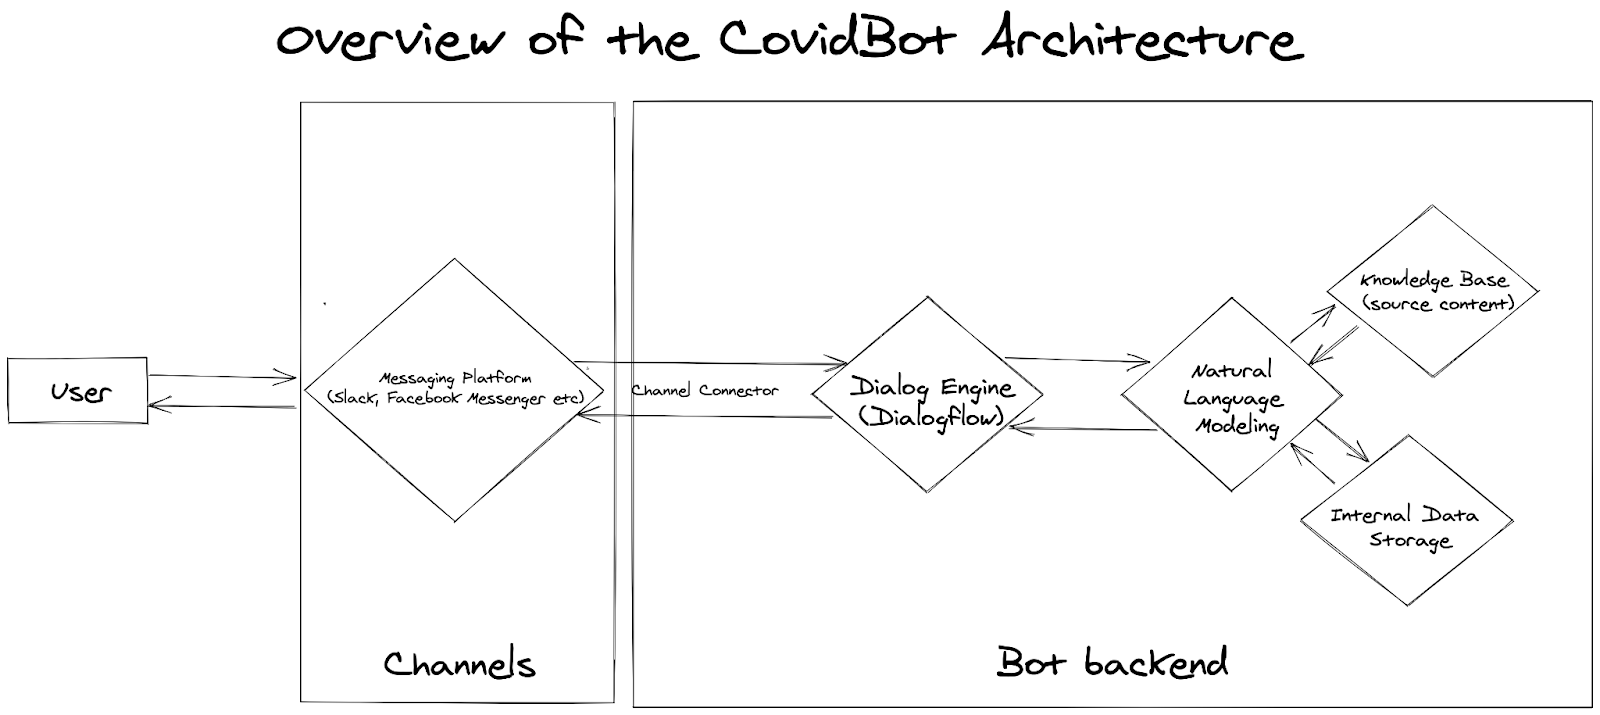 Overview of the CovidBot Architecture
User
Messaging Platform
(Slack, Facebook Messenger etc)
Channels
Channel Connector
Dialog Engine
(Dialogflow)
Natural
Language
Modeling
Knowledge Base
(source content)
Internal Data
Storage
Bot backend